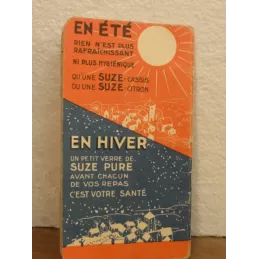 EN ÉTÉ
RIEN N'EST PLUS
RAFRAICHISSANT
NI PLUS HYGIÉNIQUE
QU'UNE SUZE-CASSIS
OU UNE SUZE-CITRON
EN HIVER
UN PETIT VERRE DE
SUZE PURE
AVANT CHACUN
DE VOS REPAS
C'EST VOTRE SANTÉ